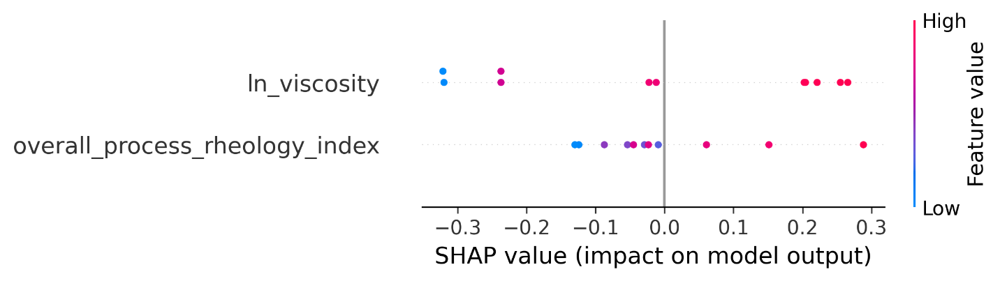 High
ln_viscosity
overall_process_rheology_index
Feature value
Low
−0.3 −0.2 −0.1 0.0 0.1 0.2 0.3
SHAP value (impact on model output)